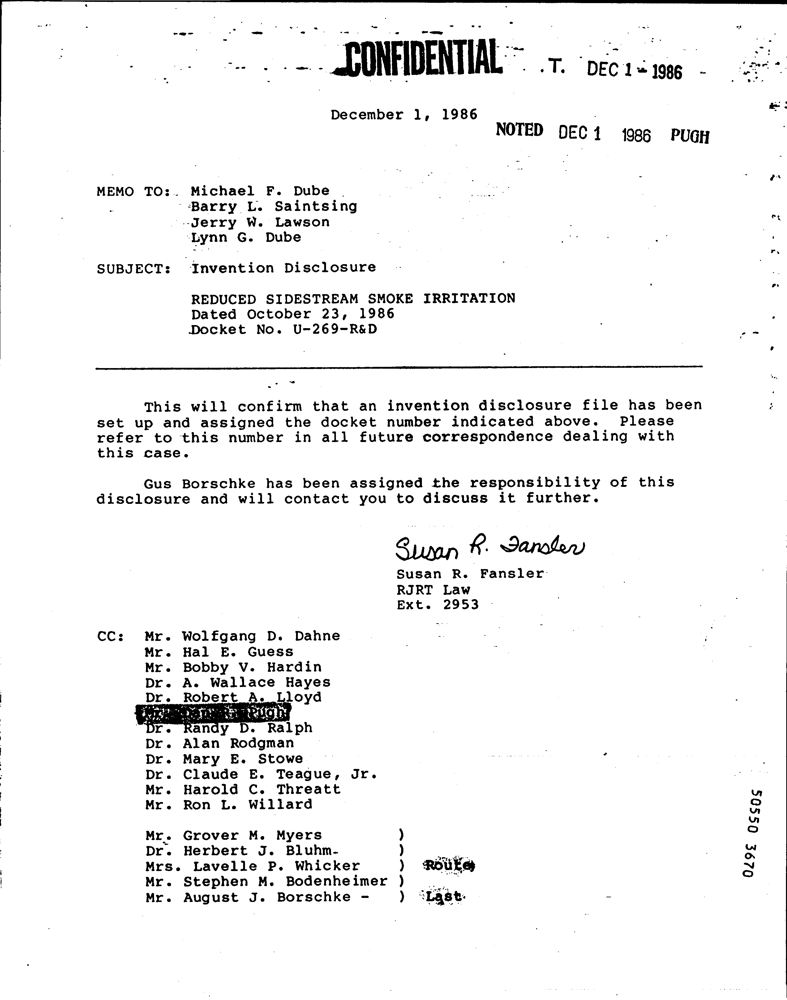 CONFIDENTIAL
.T. DEC 1 - 1986
December 1, 1986
NOTED DEC 1 1986 PUGH
MEMO TO: Michael F. Dube
Barry L. Saintsing
Jerry W. Lawson
Lynn G. Dube
SUBJECT: Invention Disclosure
REDUCED SIDESTREAM SMOKE IRRITATION
Dated October 23, 1986
Docket No. U-269-R&D
This will confirm that an invention disclosure file has been
set up and assigned the docket number indicated above. Please
refer to this number in all future correspondence dealing with
this case.
Gus Borschke has been assigned the responsibility of this
disclosure and will contact you to discuss it further.
Susan R. Fansler
Susan R. Fansler
RJRT Law
Ext. 2953
CC: Mr. Wolfgang D. Dahne
Mr. Hal E. Guess
Mr. Bobby V. Hardin
Dr. A. Wallace Hayes
Dr. Robert A. Lloyd
Pugh
Dr. Randy D. Ralph
Dr. Alan Rodgman
Dr. Mary E. Stowe
Dr. Claude E. Teague, Jr.
Mr. Harold C. Threatt
Mr. Ron L. Willard
Mr. Grover M. Myers )
Dr. Herbert J. Bluhm- )
Mrs. Lavelle P. Whicker ) Route
Mr. Stephen M. Bodenheimer )
Mr. August J. Borschke - ) Last
50550 3670